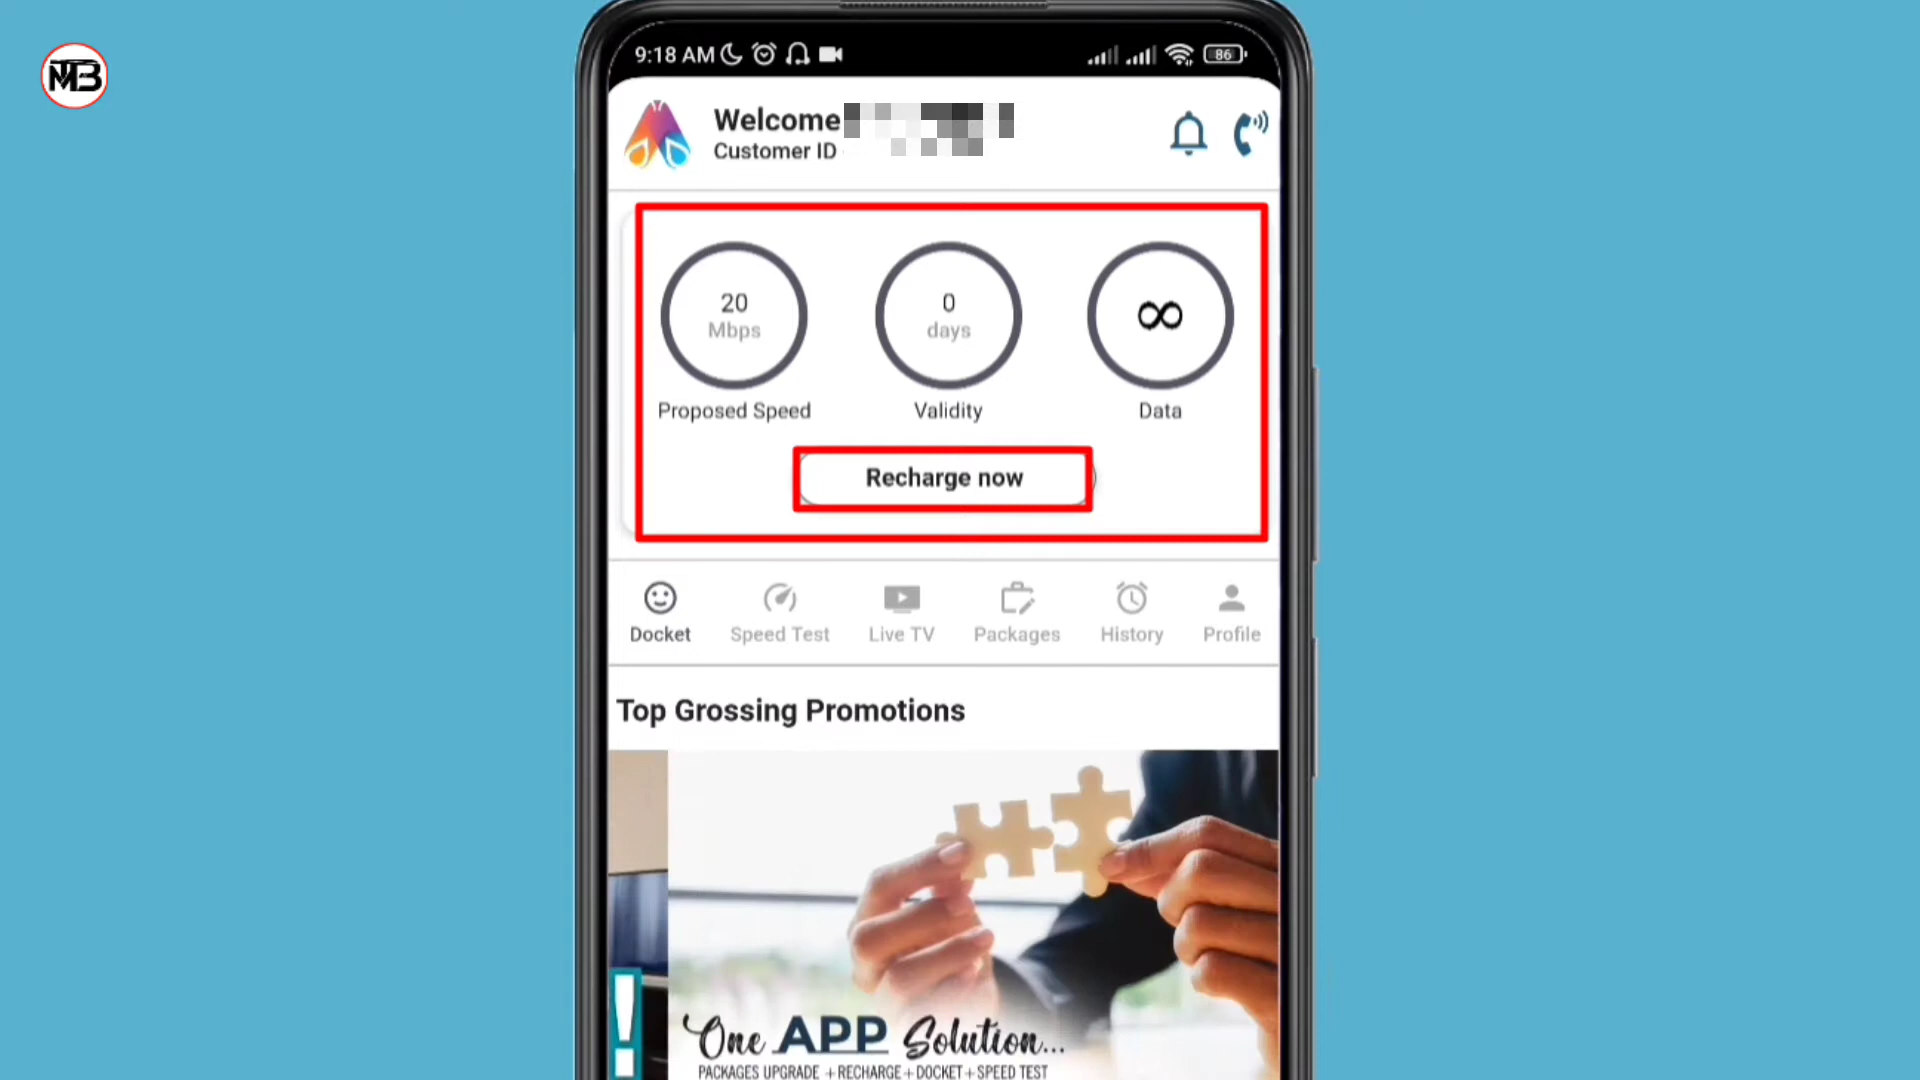 MTB
9:18 AM
86
Welcome
Customer ID
20
Mbps
Proposed Speed
0
days
Validity
∞
Data
Recharge now
Docket
Speed Test
Live TV
Packages
History
Profile
Top Grossing Promotions
!
One APP Solution...
PACKAGES UPGRADE + RECHARGE + DOCKET + SPEED TEST